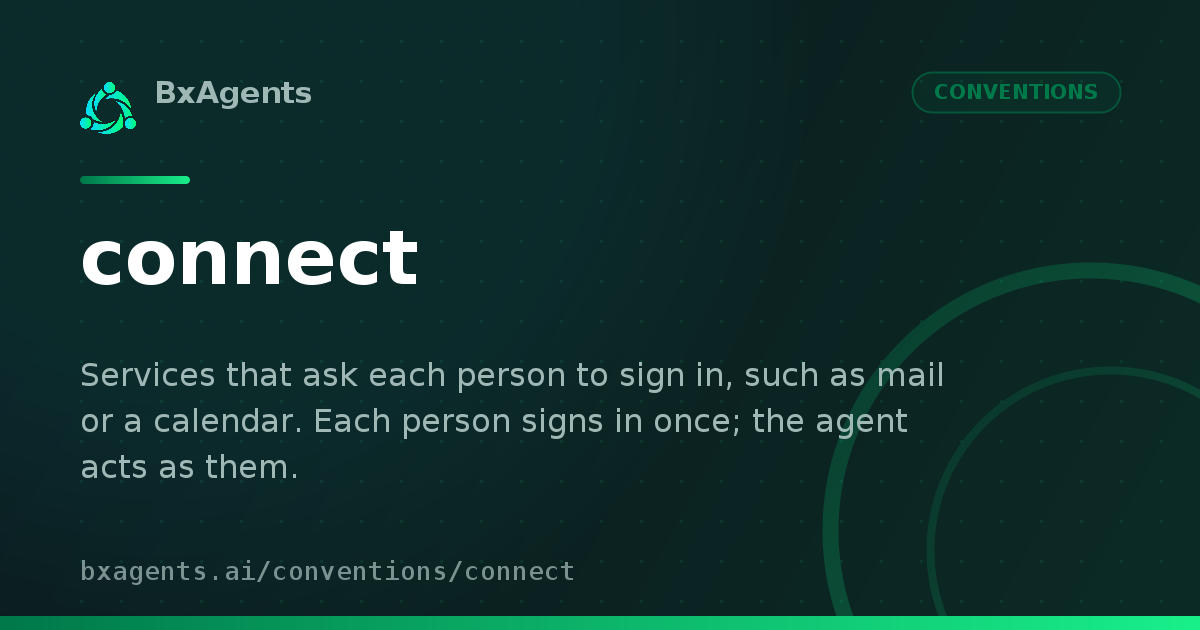 BxAgents
CONVENTIONS
connect
Services that ask each person to sign in, such as mail
or a calendar. Each person signs in once; the agent
acts as them.
bxagents.ai/conventions/connect